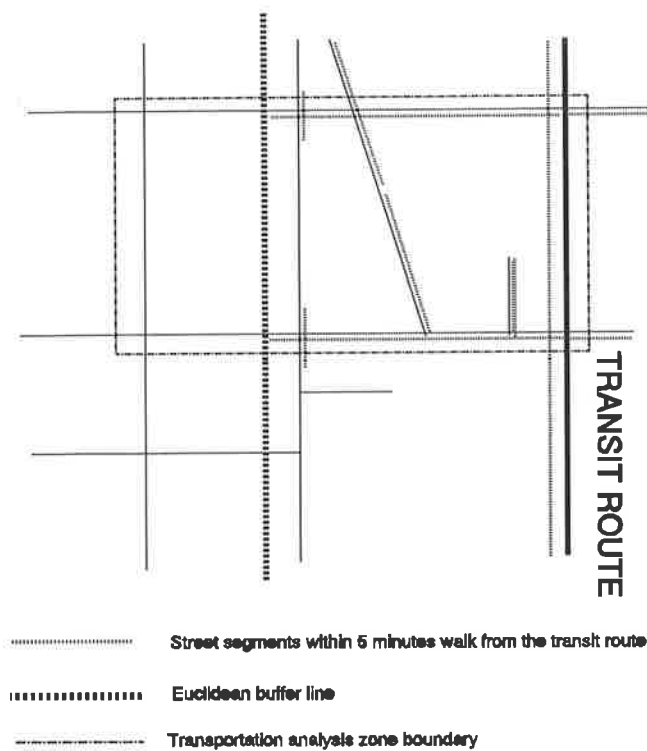 TRANSIT ROUTE
Street segments within 5 minutes walk from the transit route
Euclidean buffer line
Transportation analysis zone boundary